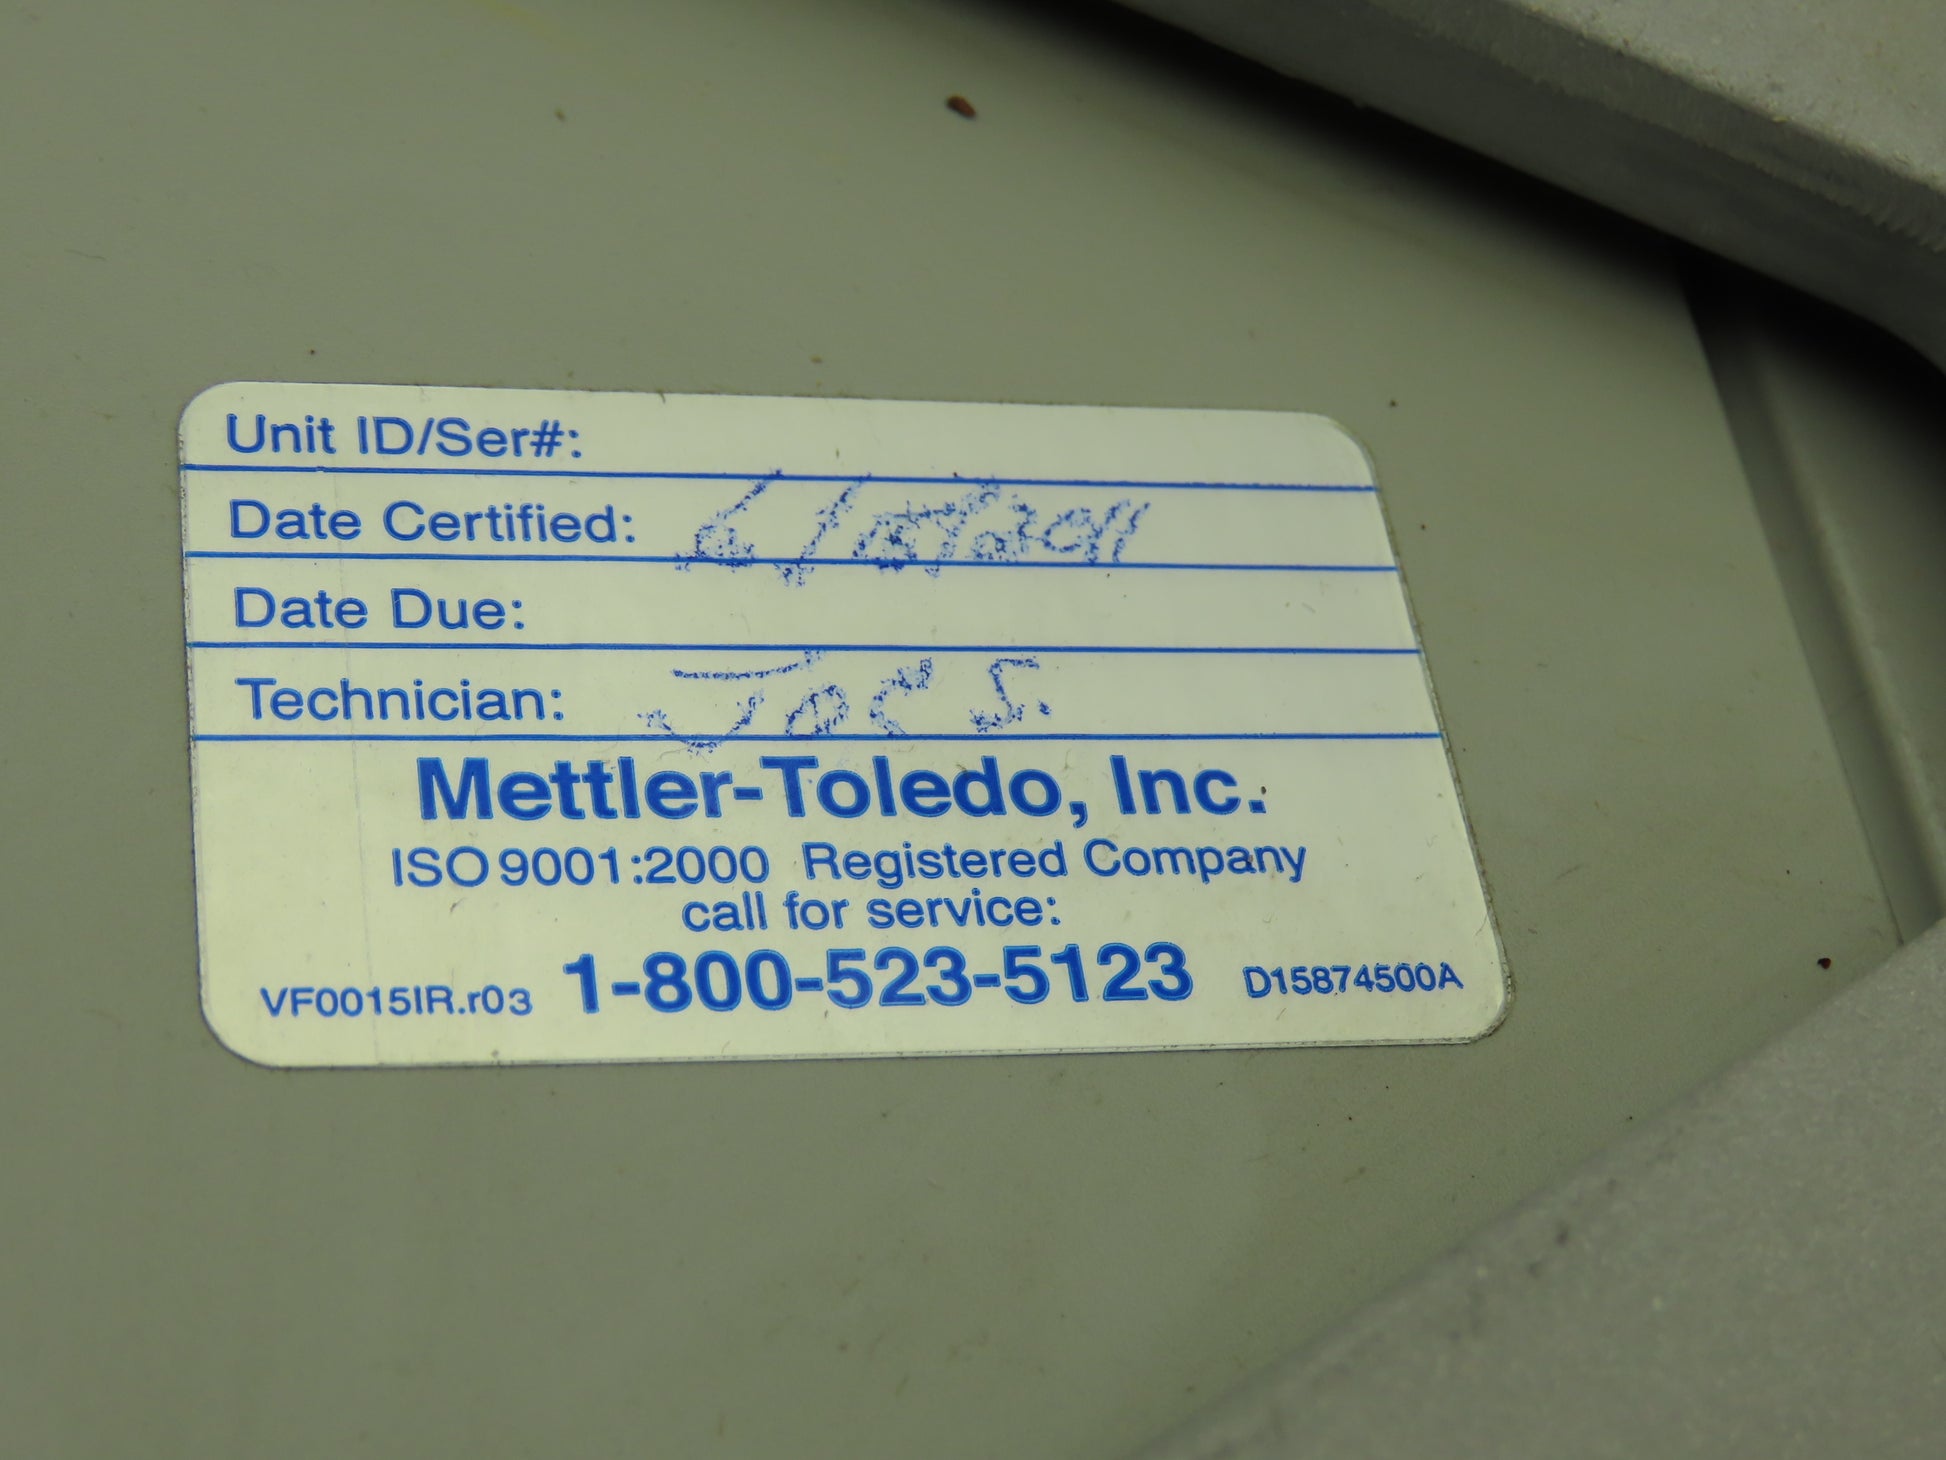 Unit ID/Ser#:
Date Certified:
Date Due:
Technician: Joe S.
Mettler-Toledo, Inc.
ISO 9001:2000 Registered Company
call for service:
VF0015IR.r03 1-800-523-5123 D15874500A